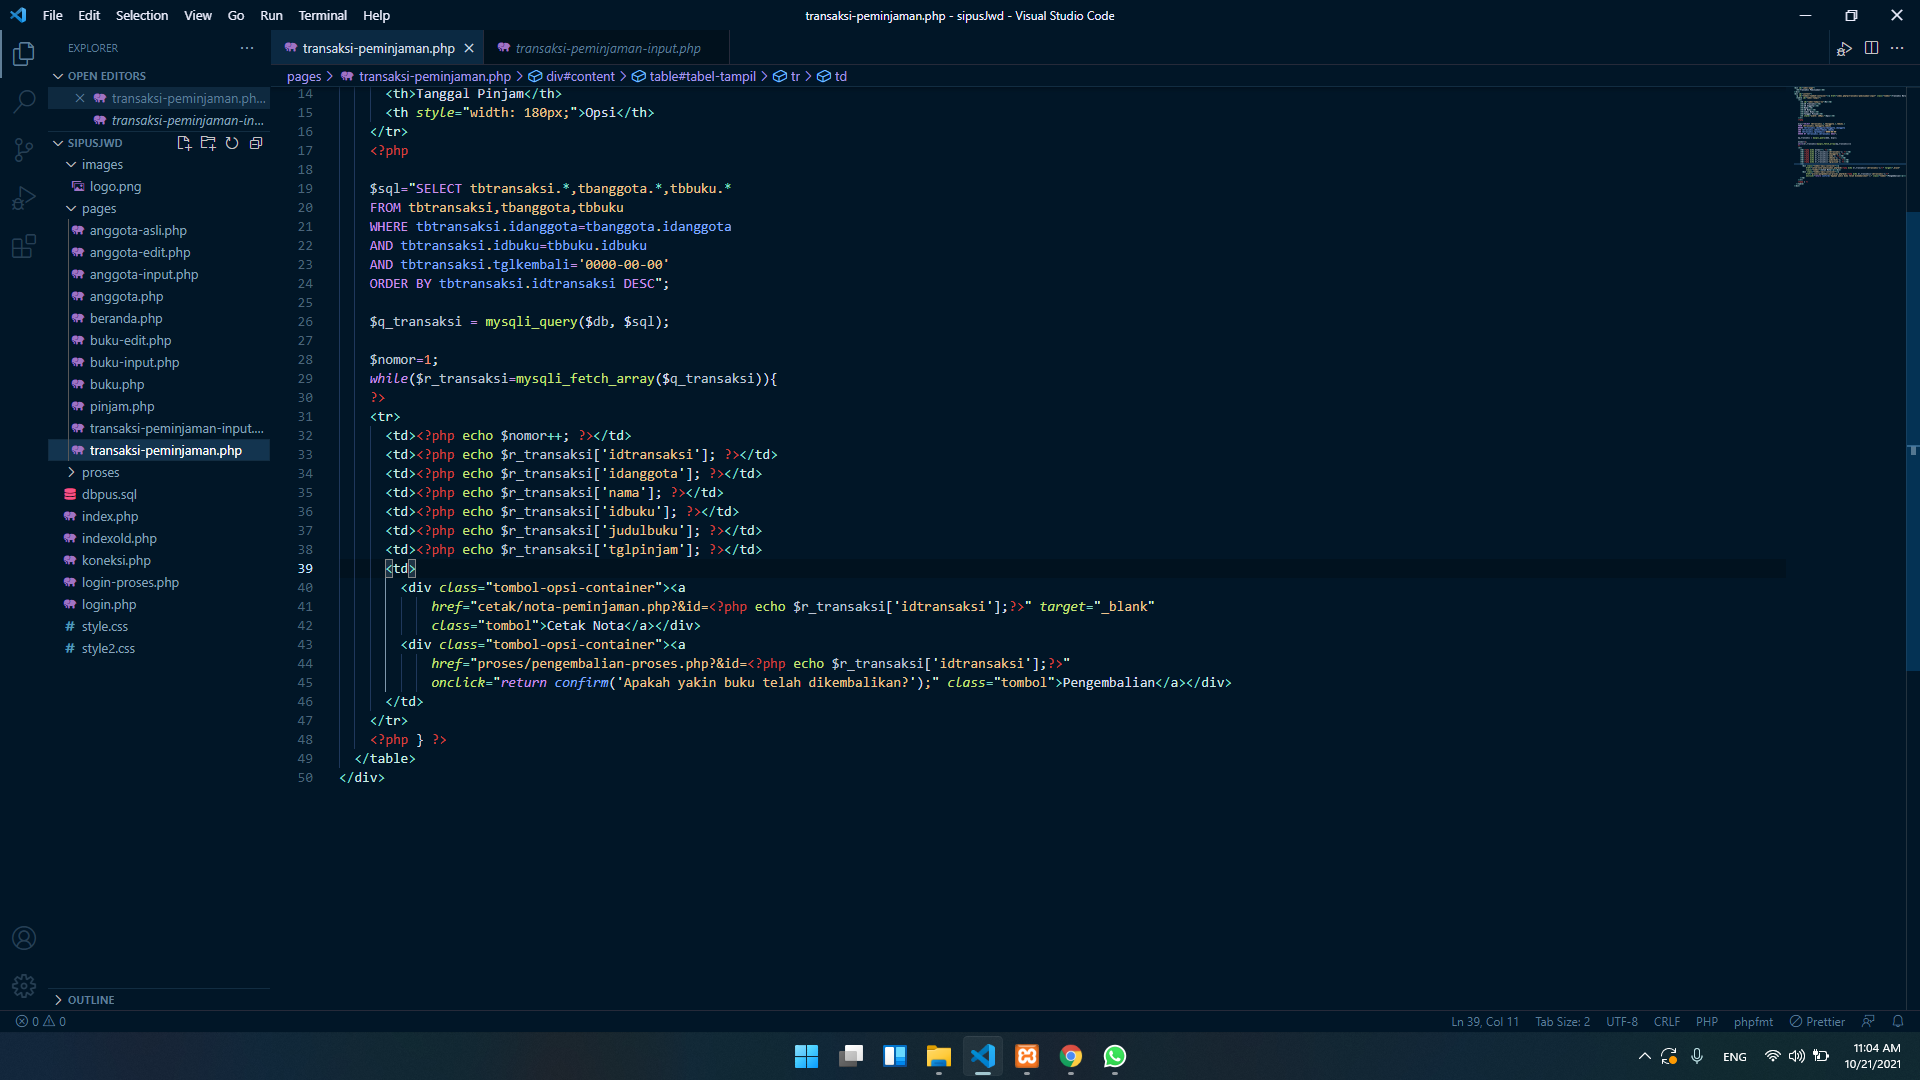 File Edit Selection View Go Run Terminal Help
transaksi-peminjaman.php - sipusJwd - Visual Studio Code
EXPLORER
OPEN EDITORS
transaksi-peminjaman.ph...
transaksi-peminjaman-in...
SIPUSJWD
images
logo.png
pages
anggota-asli.php
anggota-edit.php
anggota-input.php
anggota.php
beranda.php
buku-edit.php
buku-input.php
buku.php
pinjam.php
transaksi-peminjaman-input....
transaksi-peminjaman.php
proses
dbpus.sql
index.php
indexold.php
koneksi.php
login-proses.php
login.php
# style.css
# style2.css
OUTLINE
transaksi-peminjaman.php
transaksi-peminjaman-input.php
pages > transaksi-peminjaman.php > div#content > table#tabel-tampil > tr > td
14 <th>Tanggal Pinjam</th>
15 <th style="width: 180px;">Opsi</th>
16 </tr>
17 <?php
18
19 $sql="SELECT tbtransaksi.*,tbanggota.*,tbbuku.*
20 FROM tbtransaksi,tbanggota,tbbuku
21 WHERE tbtransaksi.idanggota=tbanggota.idanggota
22 AND tbtransaksi.idbuku=tbbuku.idbuku
23 AND tbtransaksi.tglkembali='0000-00-00'
24 ORDER BY tbtransaksi.idtransaksi DESC";
25
26 $q_transaksi = mysqli_query($db, $sql);
27
28 $nomor=1;
29 while($r_transaksi=mysqli_fetch_array($q_transaksi)){
30 ?>
31 <tr>
32 <td><?php echo $nomor++; ?></td>
33 <td><?php echo $r_transaksi['idtransaksi']; ?></td>
34 <td><?php echo $r_transaksi['idanggota']; ?></td>
35 <td><?php echo $r_transaksi['nama']; ?></td>
36 <td><?php echo $r_transaksi['idbuku']; ?></td>
37 <td><?php echo $r_transaksi['judulbuku']; ?></td>
38 <td><?php echo $r_transaksi['tglpinjam']; ?></td>
39 <td>
40 <div class="tombol-opsi-container"><a
41 href="cetak/nota-peminjaman.php?&id=<?php echo $r_transaksi['idtransaksi'];?>" target="_blank"
42 class="tombol">Cetak Nota</a></div>
43 <div class="tombol-opsi-container"><a
44 href="proses/pengembalian-proses.php?&id=<?php echo $r_transaksi['idtransaksi'];?>"
45 onclick="return confirm('Apakah yakin buku telah dikembalikan?');" class="tombol">Pengembalian</a></div>
46 </td>
47 </tr>
48 <?php } ?>
49 </table>
50 </div>
0 0
Ln 39, Col 11 Tab Size: 2 UTF-8 CRLF PHP phpfmt Prettier
ENG
11:04 AM
10/21/2021